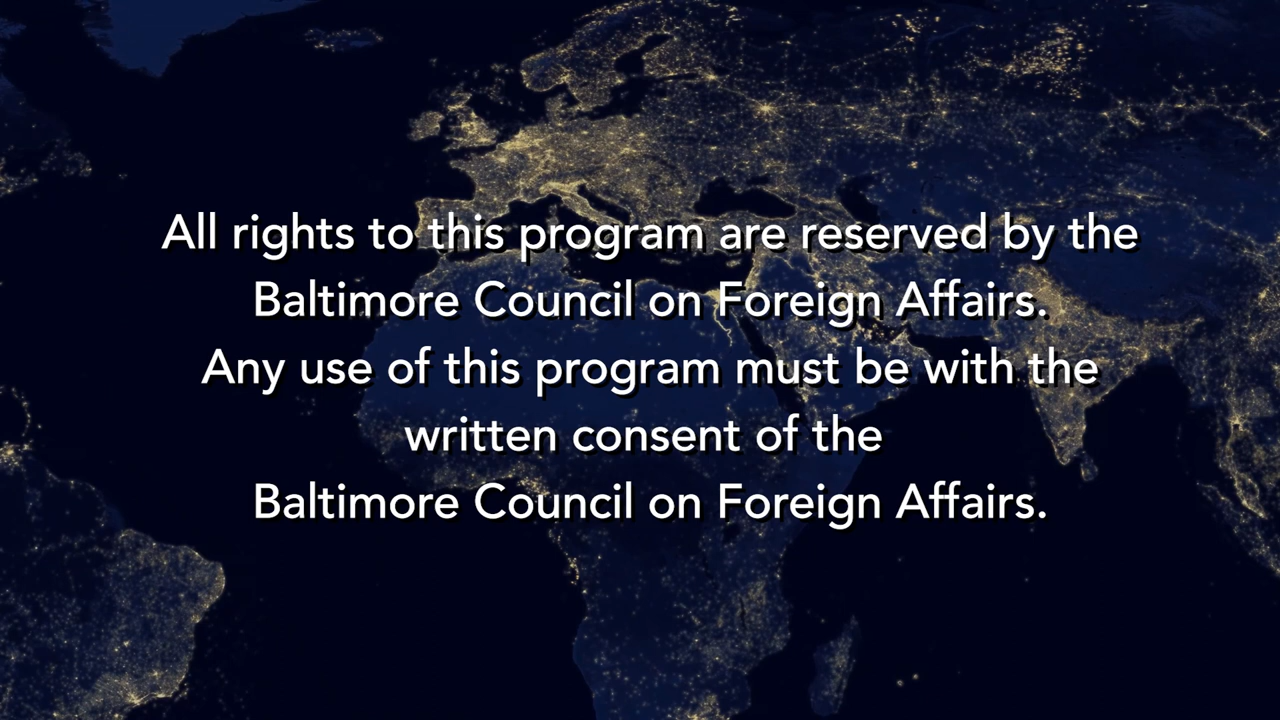 All rights to this program are reserved by the
Baltimore Council on Foreign Affairs.
Any use of this program must be with the
written consent of the
Baltimore Council on Foreign Affairs.